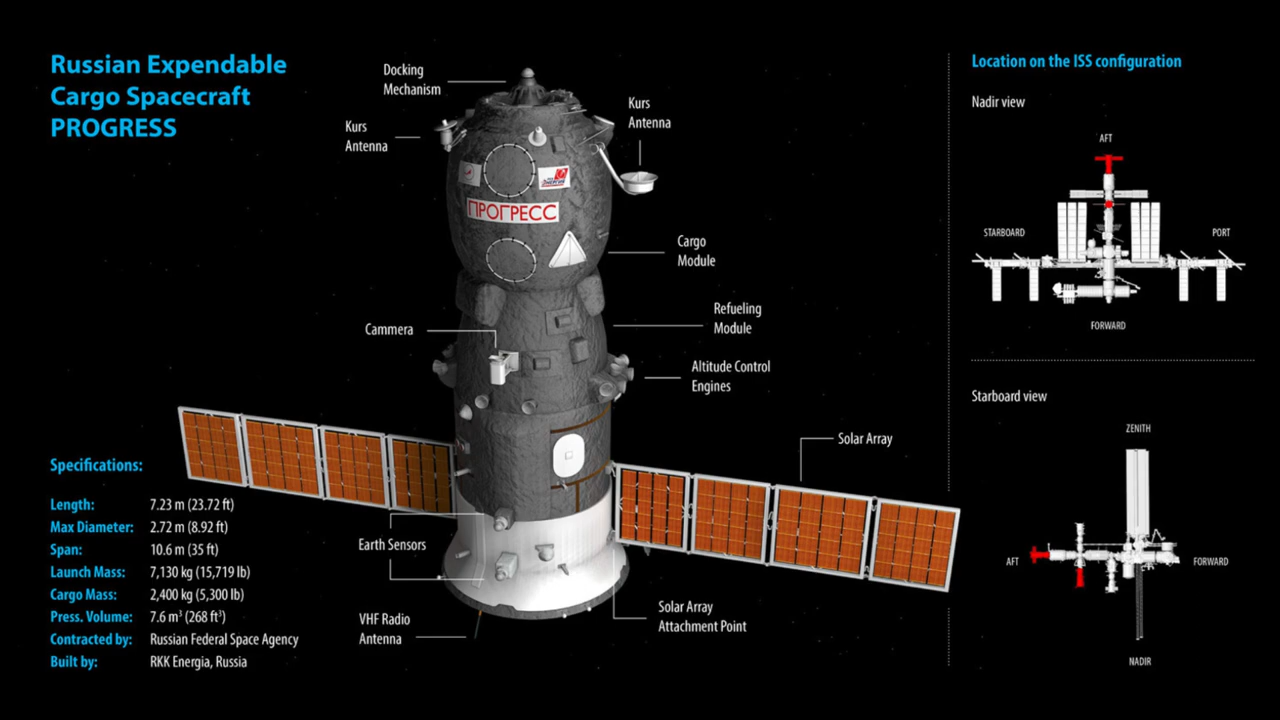 Russian Expendable
Cargo Spacecraft
PROGRESS
Docking
Mechanism
Kurs
Antenna
Kurs
Antenna
ЭНЕРГИЯ
ПРОГРЕСС
Cargo
Module
Refueling
Module
Cammera
Altitude Control
Engines
Solar Array
Earth Sensors
VHF Radio
Antenna
Solar Array
Attachment Point
Specifications:
Length: 7.23 m (23.72 ft)
Max Diameter: 2.72 m (8.92 ft)
Span: 10.6 m (35 ft)
Launch Mass: 7,130 kg (15,719 lb)
Cargo Mass: 2,400 kg (5,300 lb)
Press. Volume: 7.6 m³ (268 ft³)
Contracted by: Russian Federal Space Agency
Built by: RKK Energia, Russia
Location on the ISS configuration
Nadir view
AFT
STARBOARD
PORT
FORWARD
Starboard view
ZENITH
AFT
FORWARD
NADIR